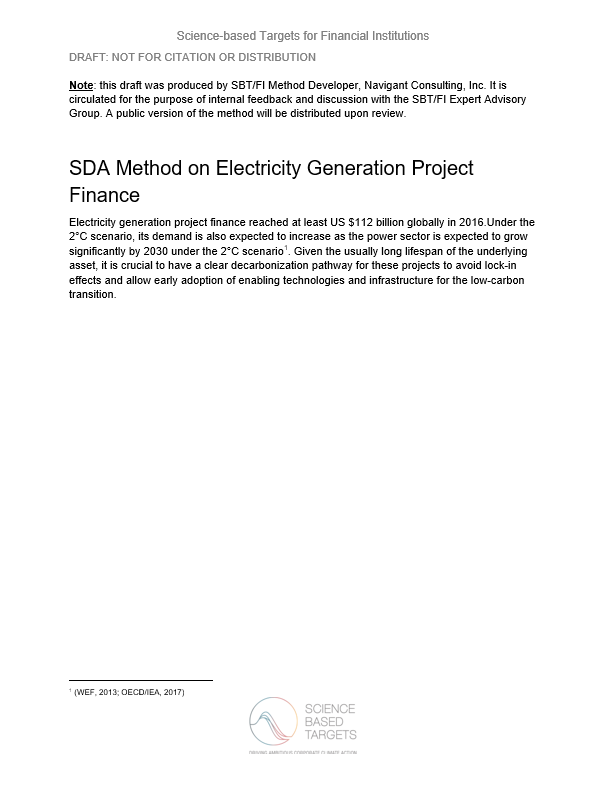 Science-based Targets for Financial Institutions
DRAFT: NOT FOR CITATION OR DISTRIBUTION
Note: this draft was produced by SBT/FI Method Developer, Navigant Consulting, Inc. It is
circulated for the purpose of internal feedback and discussion with the SBT/FI Expert Advisory
Group. A public version of the method will be distributed upon review.
SDA Method on Electricity Generation Project
Finance
Electricity generation project finance reached at least US $112 billion globally in 2016.Under the
2°C scenario, its demand is also expected to increase as the power sector is expected to grow
significantly by 2030 under the 2°C scenario¹. Given the usually long lifespan of the underlying
asset, it is crucial to have a clear decarbonization pathway for these projects to avoid lock-in
effects and allow early adoption of enabling technologies and infrastructure for the low-carbon
transition.
¹ (WEF, 2013; OECD/IEA, 2017)
SCIENCE
BASED
TARGETS
DRIVING AMBITIOUS CORPORATE CLIMATE ACTION